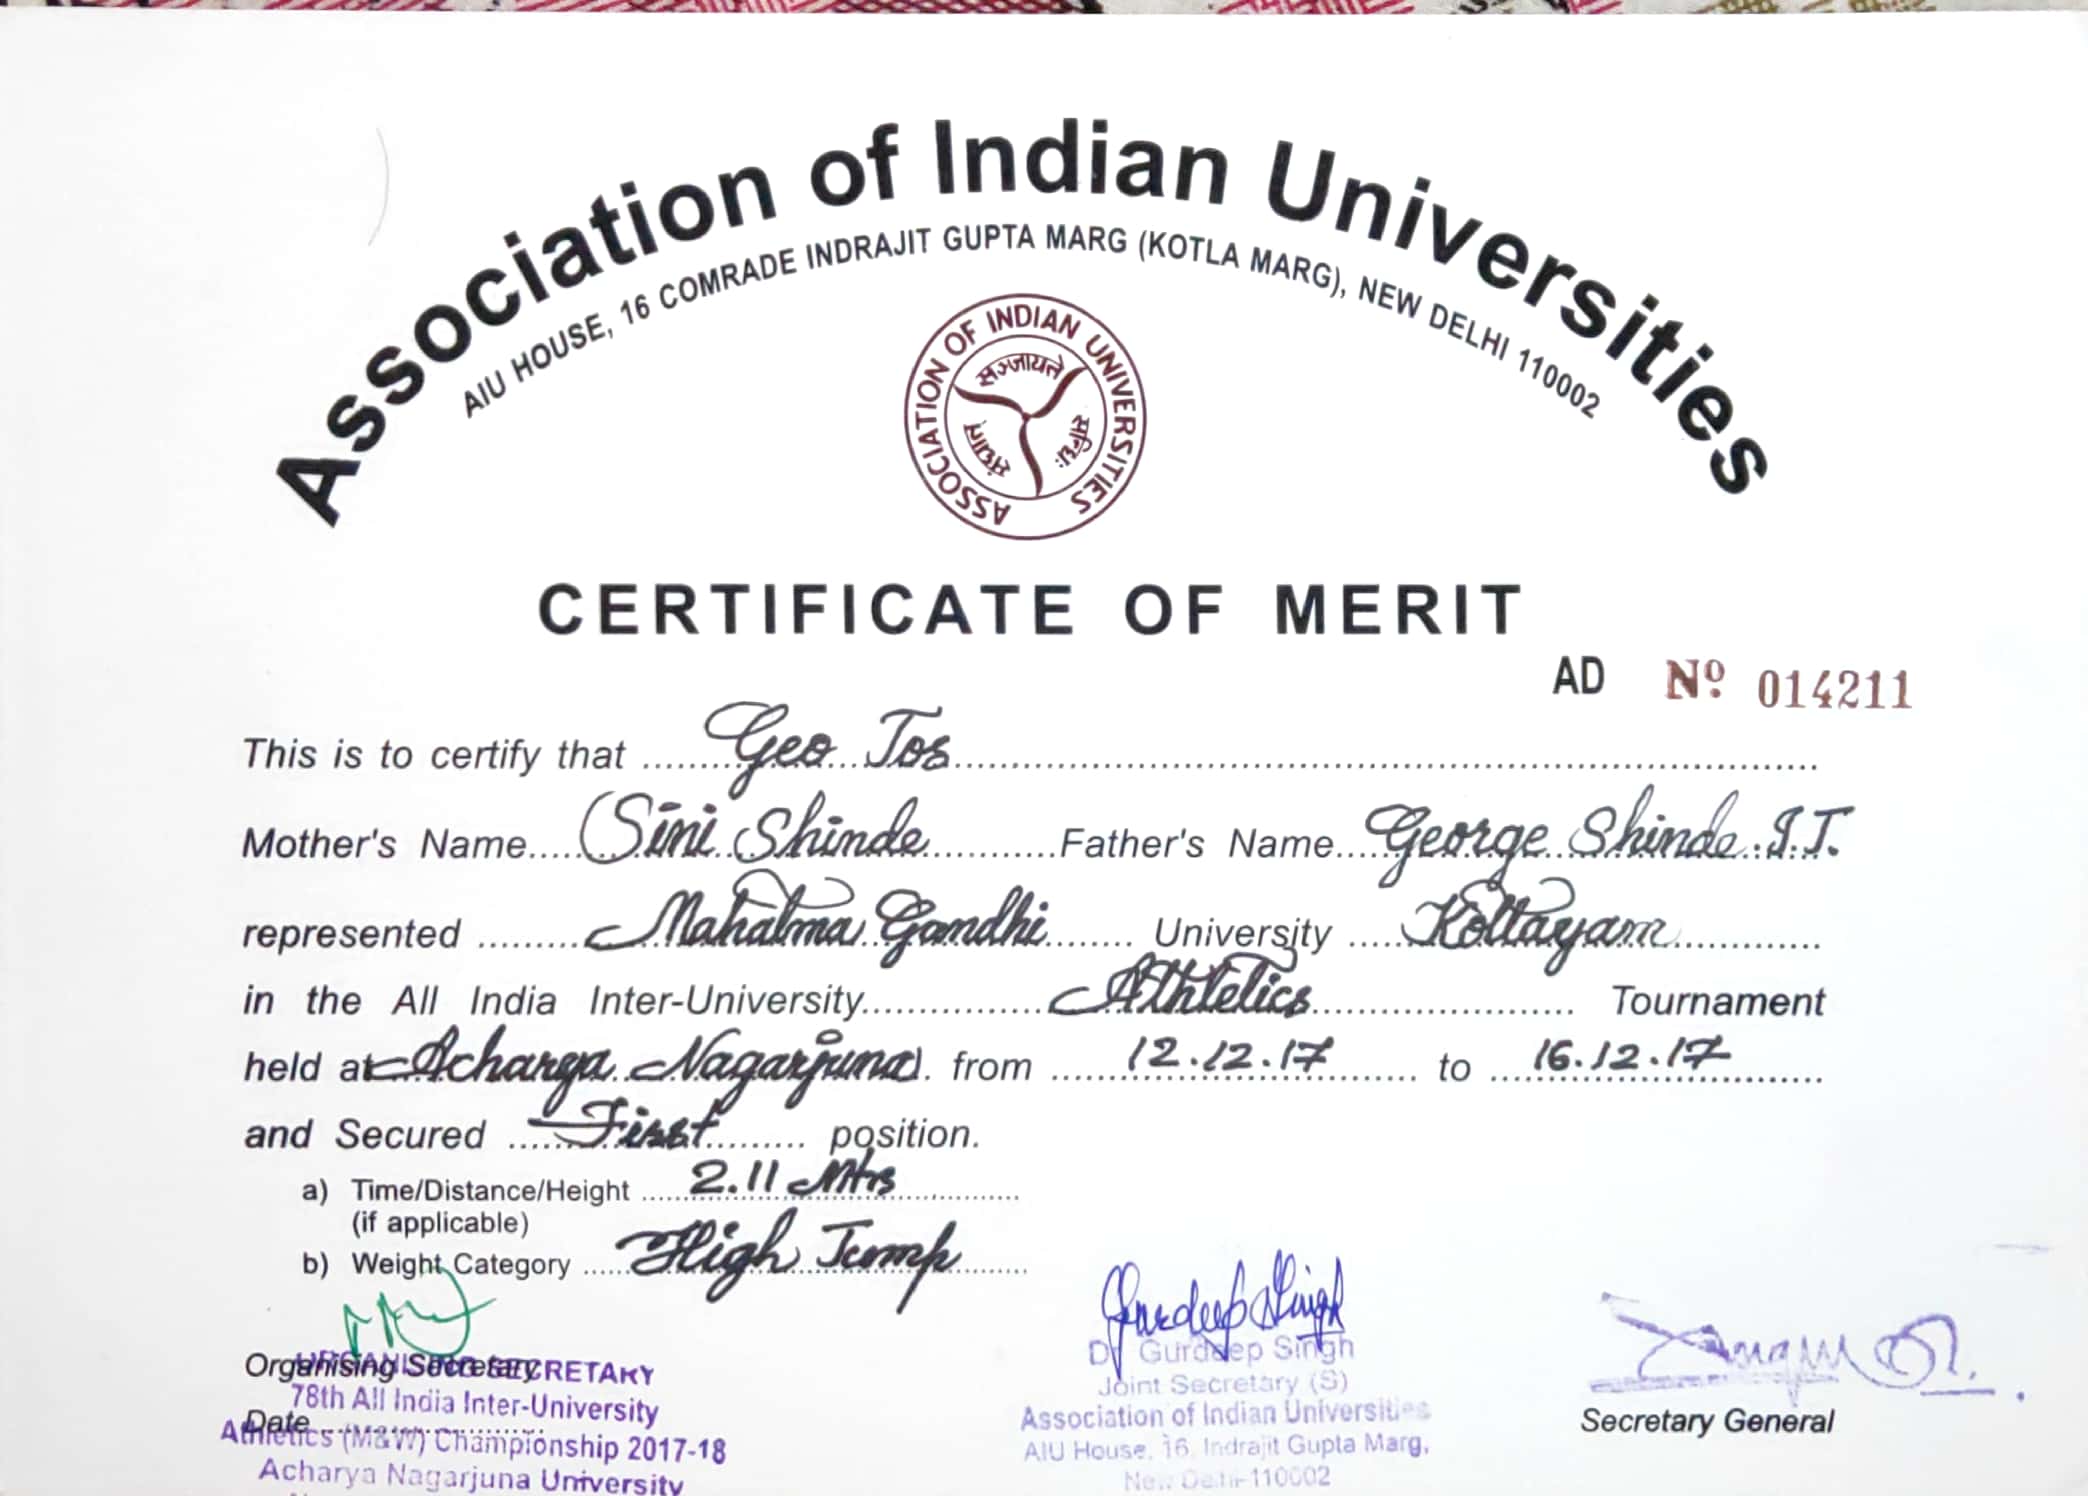 Association of Indian Universities
AIU HOUSE, 16 COMRADE INDRAJIT GUPTA MARG (KOTLA MARG), NEW DELHI 110002
ASSOCIATION OF INDIAN UNIVERSITIES
CERTIFICATE OF MERIT
AD Nº 014211
This is to certify that Geo Jos
Mother's Name Sini Shinde Father's Name George Shinde.I.T.
represented Mahatma Gandhi University Kottayam
in the All India Inter-University Athletics Tournament
held at Acharya Nagarjuna from 12.12.17 to 16.12.17
and Secured First position.
a) Time/Distance/Height 2.11 Mtrs
(if applicable)
b) Weight Category High Jump
Gurdeep Singh
Organising Secretary
ORGANISING SECRETARY
78th All India Inter-University
Date
Athletics (M&W) Championship 2017-18
Acharya Nagarjuna University
Dr Gurdeep Singh
Joint Secretary (S)
Association of Indian Universities
AIU House, 16, Indrajit Gupta Marg,
New Delhi-110002
Secretary General